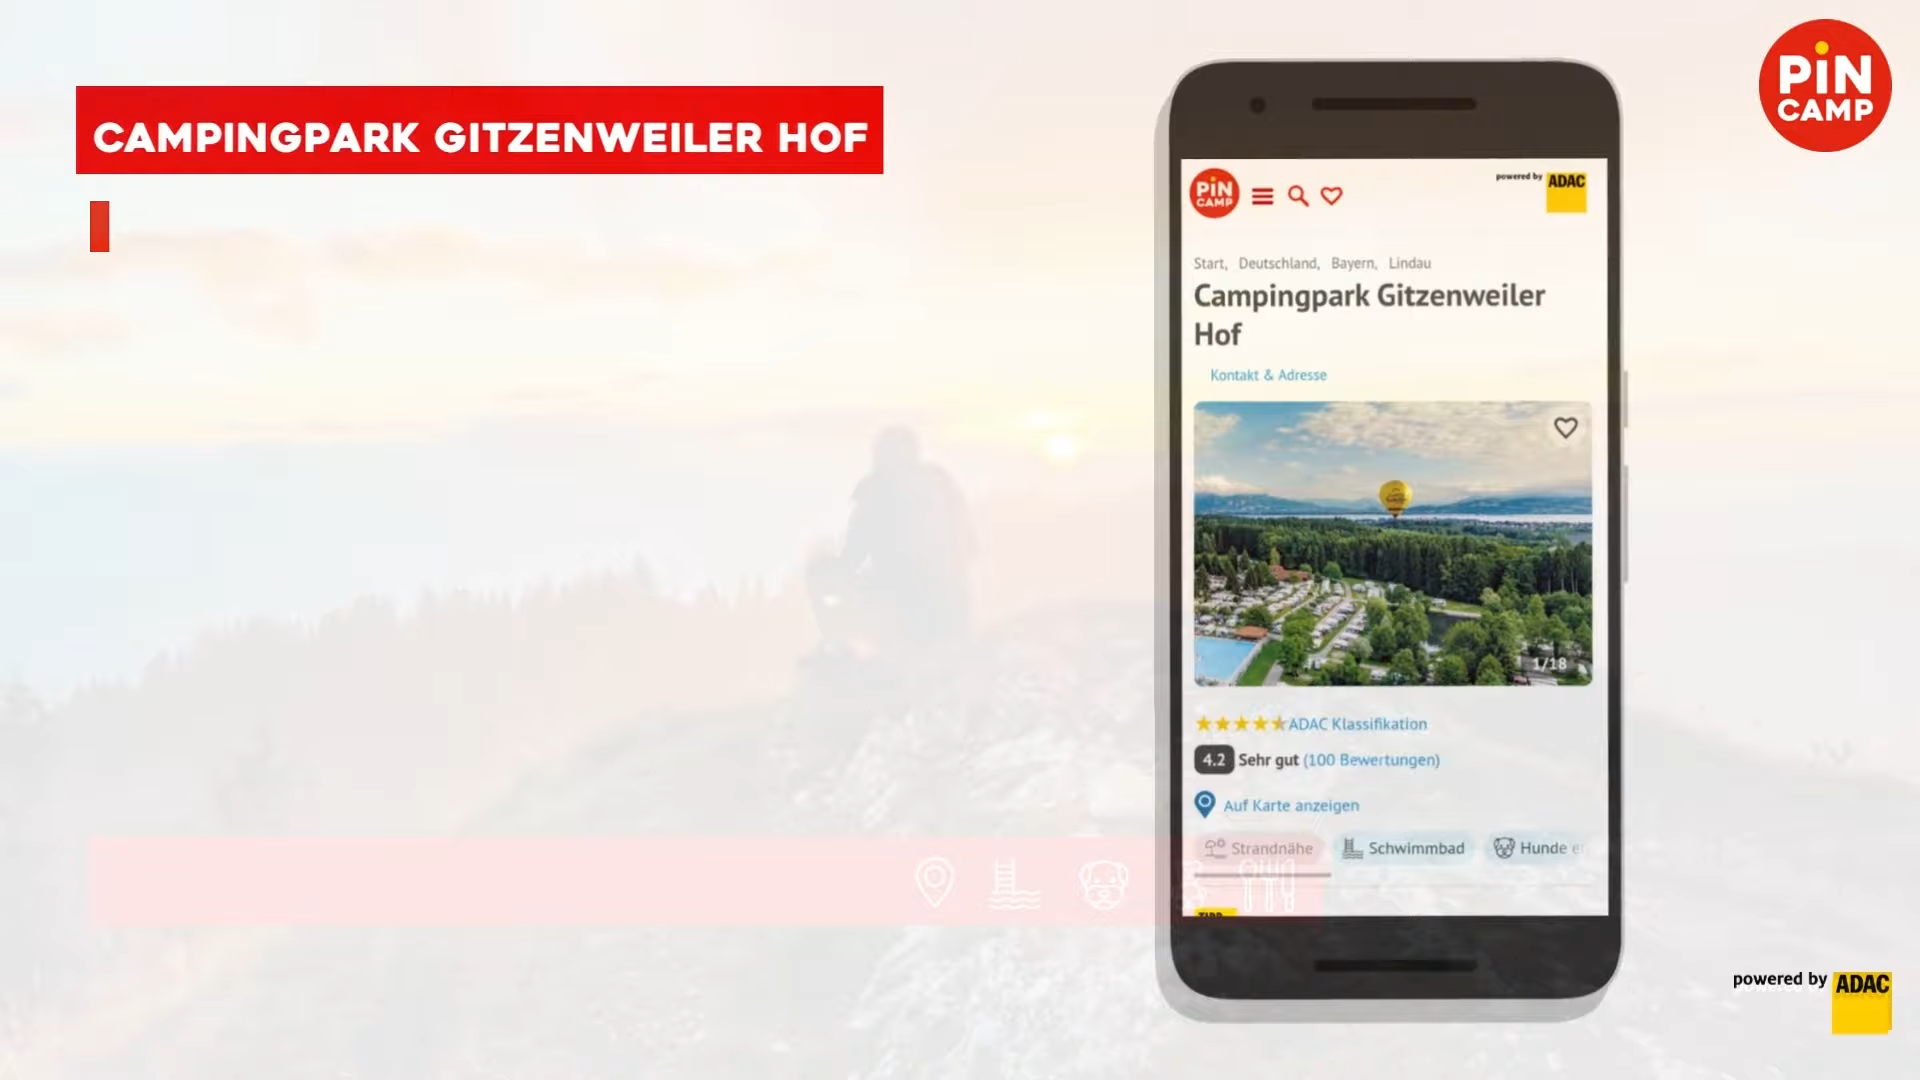 CAMPINGPARK GITZENWEILER HOF
PiN
CAMP
PiN
CAMP
powered by ADAC
Start, Deutschland, Bayern, Lindau
Campingpark Gitzenweiler
Hof
Kontakt & Adresse
1/18
ADAC Klassifikation
4.2 Sehr gut (100 Bewertungen)
Auf Karte anzeigen
Strandnähe Schwimmbad Hunde
TIPP
powered by ADAC